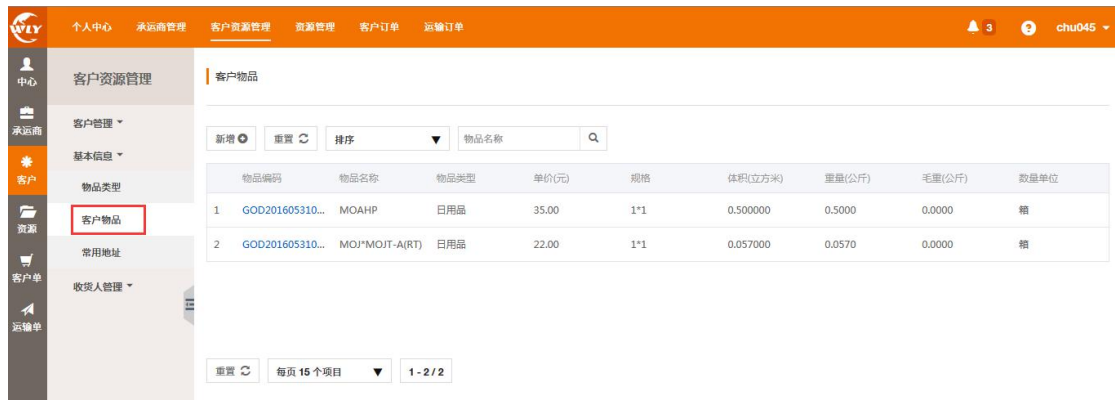 WLY
个人中心 承运商管理 客户资源管理 资源管理 客户订单 运输订单 3 ? chu045
中心
承运商
客户
资源
客户单
运输单
客户资源管理
客户管理
基本信息
物品类型
客户物品
常用地址
收货人管理
客户物品
新增 重置 排序 物品名称
物品编码 物品名称 物品类型 单价(元) 规格 体积(立方米) 重量(公斤) 毛重(公斤) 数量单位
1 GOD201605310... MOAHP 日用品 35.00 1*1 0.500000 0.5000 0.0000 箱
2 GOD201605310... MOJ*MOJT-A(RT) 日用品 22.00 1*1 0.057000 0.0570 0.0000 箱
重置 每页 15 个项目 1 - 2 / 2